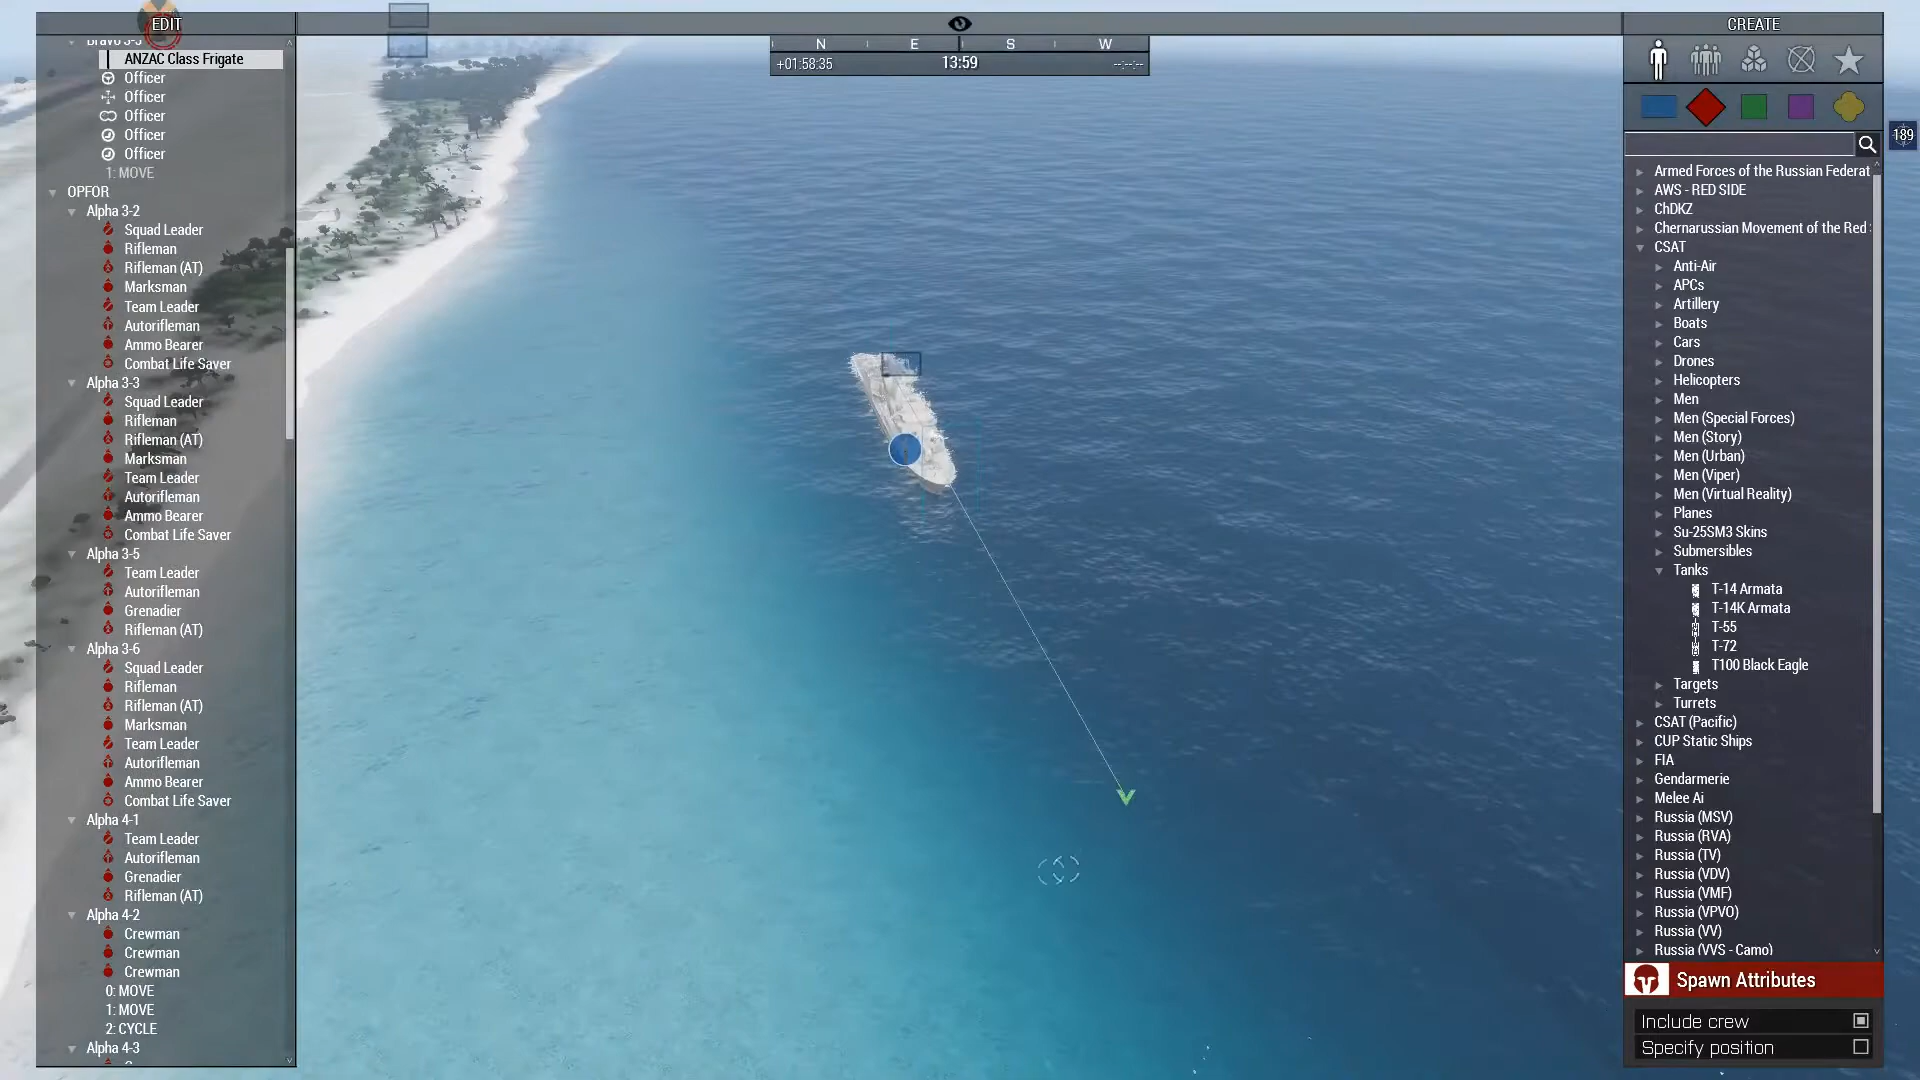 EDIT
Bravo 3-3
ANZAC Class Frigate
Officer
Officer
Officer
Officer
Officer
1: MOVE
OPFOR
Alpha 3-2
Squad Leader
Rifleman
Rifleman (AT)
Marksman
Team Leader
Autorifleman
Ammo Bearer
Combat Life Saver
Alpha 3-3
Squad Leader
Rifleman
Rifleman (AT)
Marksman
Team Leader
Autorifleman
Ammo Bearer
Combat Life Saver
Alpha 3-5
Team Leader
Autorifleman
Grenadier
Rifleman (AT)
Alpha 3-6
Squad Leader
Rifleman
Rifleman (AT)
Marksman
Team Leader
Autorifleman
Ammo Bearer
Combat Life Saver
Alpha 4-1
Team Leader
Autorifleman
Grenadier
Rifleman (AT)
Alpha 4-2
Crewman
Crewman
Crewman
0: MOVE
1: MOVE
2: CYCLE
Alpha 4-3
N E S W
+01:58:35 13:59 --:--:--
CREATE
189
Armed Forces of the Russian Federat
AWS - RED SIDE
ChDKZ
Chernarussian Movement of the Red
CSAT
Anti-Air
APCs
Artillery
Boats
Cars
Drones
Helicopters
Men
Men (Special Forces)
Men (Story)
Men (Urban)
Men (Viper)
Men (Virtual Reality)
Planes
Su-25SM3 Skins
Submersibles
Tanks
T-14 Armata
T-14K Armata
T-55
T-72
T100 Black Eagle
Targets
Turrets
CSAT (Pacific)
CUP Static Ships
FIA
Gendarmerie
Melee Ai
Russia (MSV)
Russia (RVA)
Russia (TV)
Russia (VDV)
Russia (VMF)
Russia (VPVO)
Russia (VV)
Russia (VVS - Camo)
Spawn Attributes
Include crew
Specify position